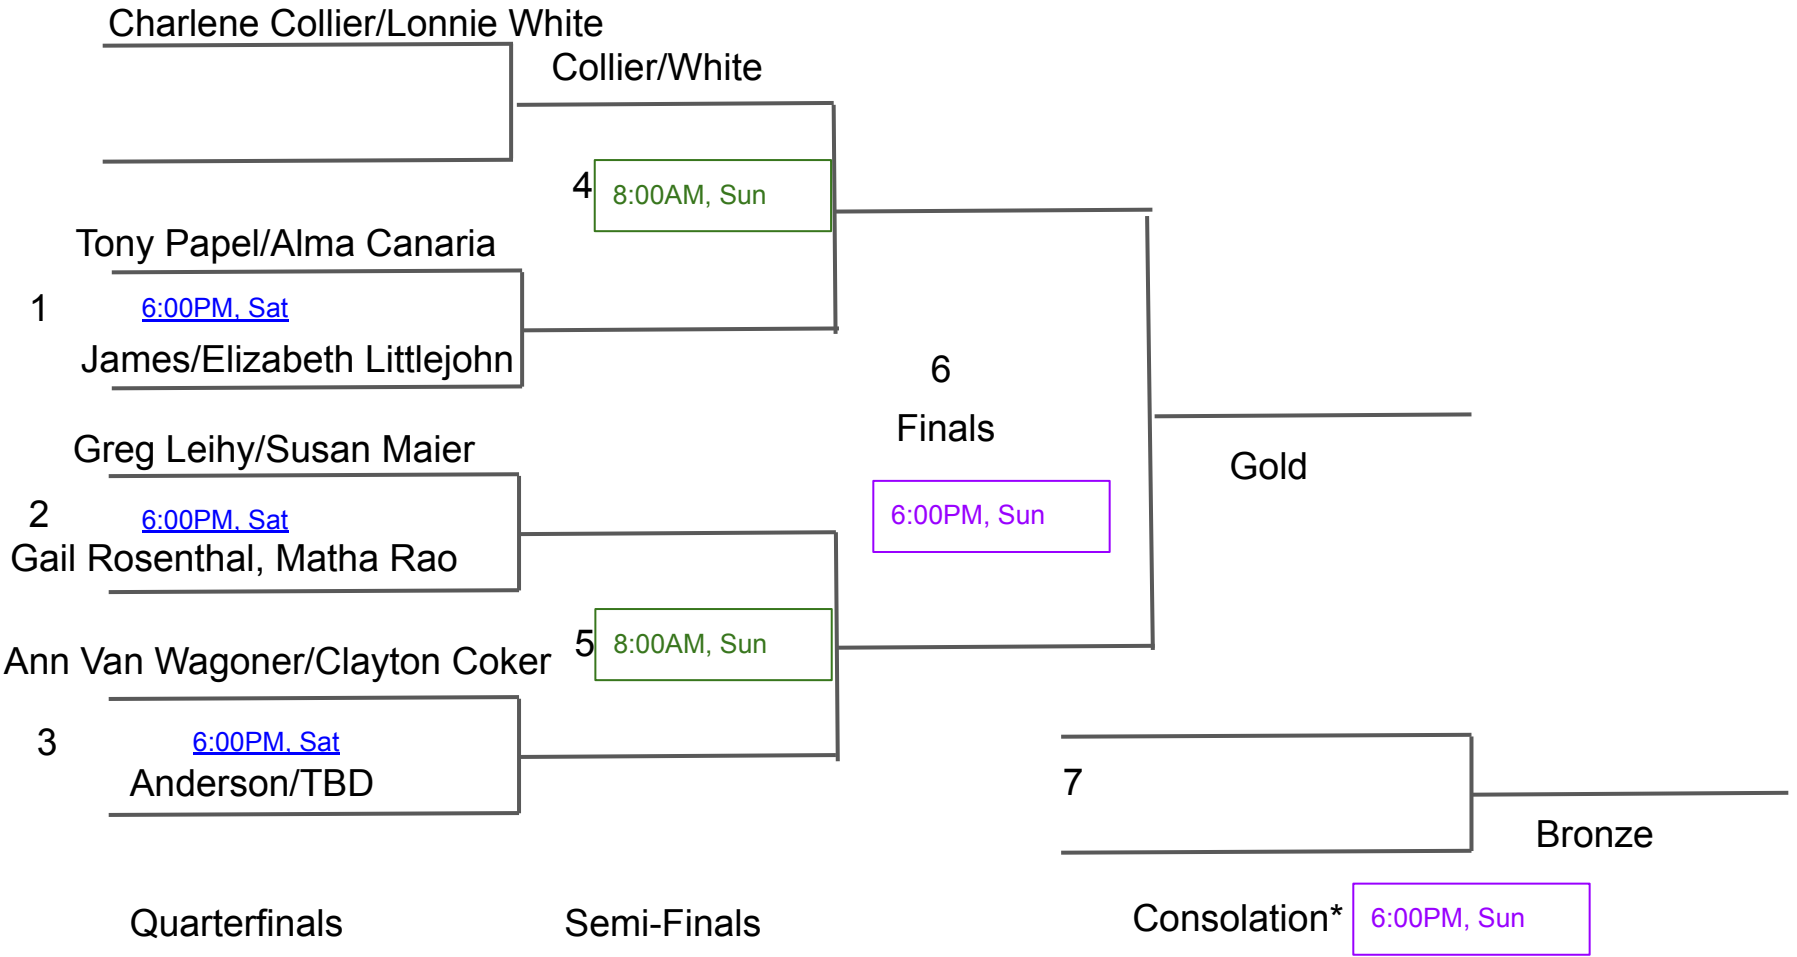 Charlene Collier/Lonnie White
Collier/White
4
8:00AM, Sun
Tony Papel/Alma Canaria
1
6:00PM, Sat
James/Elizabeth Littlejohn
6
Finals
6:00PM, Sun
Gold
Greg Leihy/Susan Maier
2
6:00PM, Sat
Gail Rosenthal, Matha Rao
5
8:00AM, Sun
Ann Van Wagoner/Clayton Coker
3
6:00PM, Sat
Anderson/TBD
7
Bronze
Quarterfinals
Semi-Finals
Consolation*
6:00PM, Sun